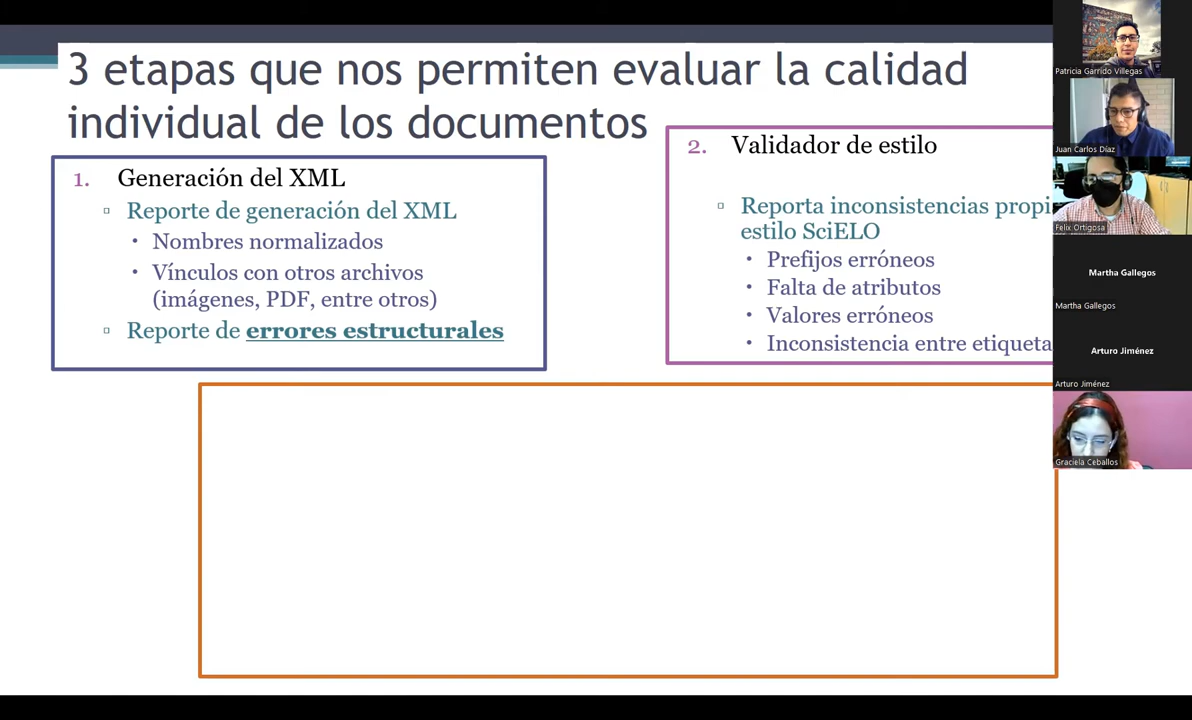 3 etapas que nos permiten evaluar la calidad
individual de los documentos
1. Generación del XML
Reporte de generación del XML
Nombres normalizados
Vínculos con otros archivos
(imágenes, PDF, entre otros)
Reporte de errores estructurales
2. Validador de estilo
Reporta inconsistencias propi
estilo SciELO
Prefijos erróneos
Falta de atributos
Valores erróneos
Inconsistencia entre etiqueta
Patricia Garrido Villegas
Juan Carlos Díaz
Felix Ortigosa
Martha Gallegos
Martha Gallegos
Arturo Jiménez
Arturo Jiménez
Graciela Ceballos